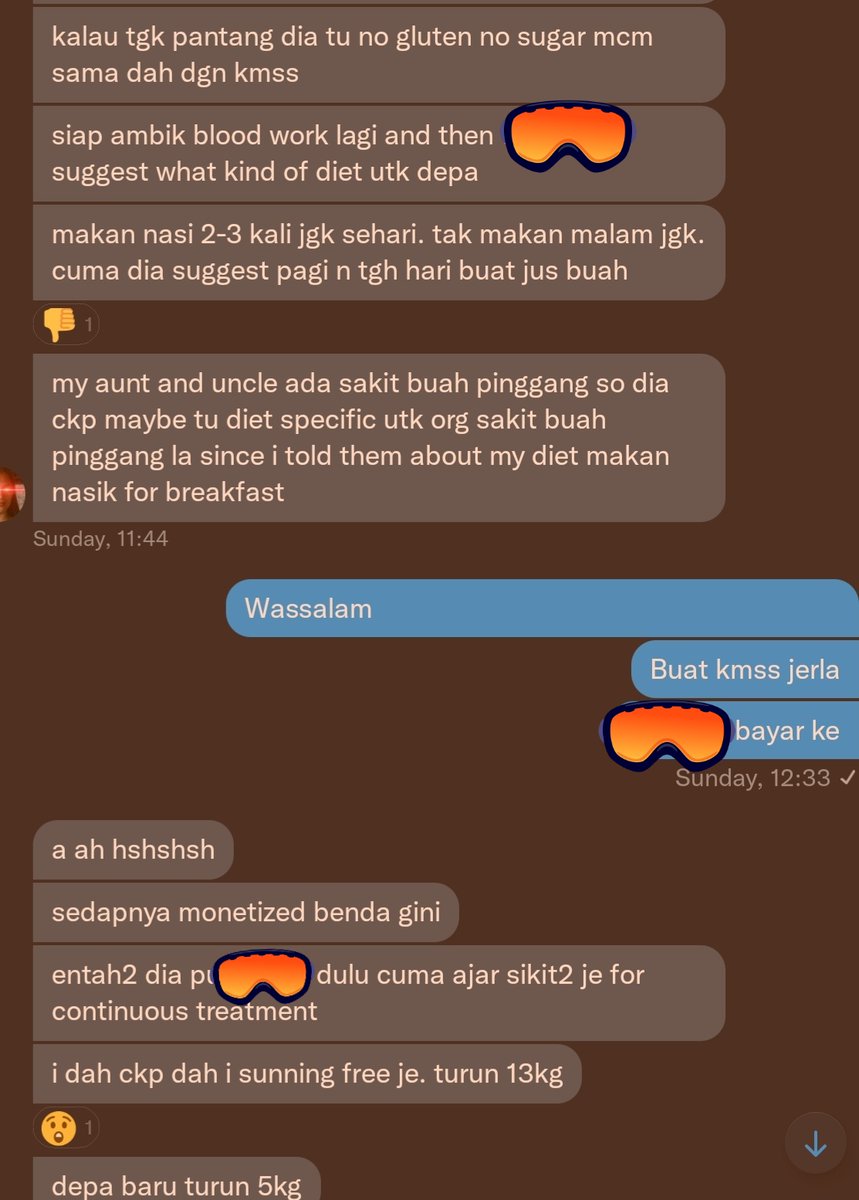 kalau tgk pantang dia tu no gluten no sugar mcm
sama dah dgn kmss
siap ambik blood work lagi and then
suggest what kind of diet utk depa
makan nasi 2-3 kali jgk sehari. tak makan malam jgk.
cuma dia suggest pagi n tgh hari buat jus buah
1
my aunt and uncle ada sakit buah pinggang so dia
ckp maybe tu diet specific utk org sakit buah
pinggang la since i told them about my diet makan
nasik for breakfast
Sunday, 11:44
Wassalam
Buat kmss jerla
bayar ke
Sunday, 12:33
a ah hshshsh
sedapnya monetized benda gini
entah2 dia dulu cuma ajar sikit2 je for
continuous treatment
i dah ckp dah i sunning free je. turun 13kg
1
depa baru turun 5kg